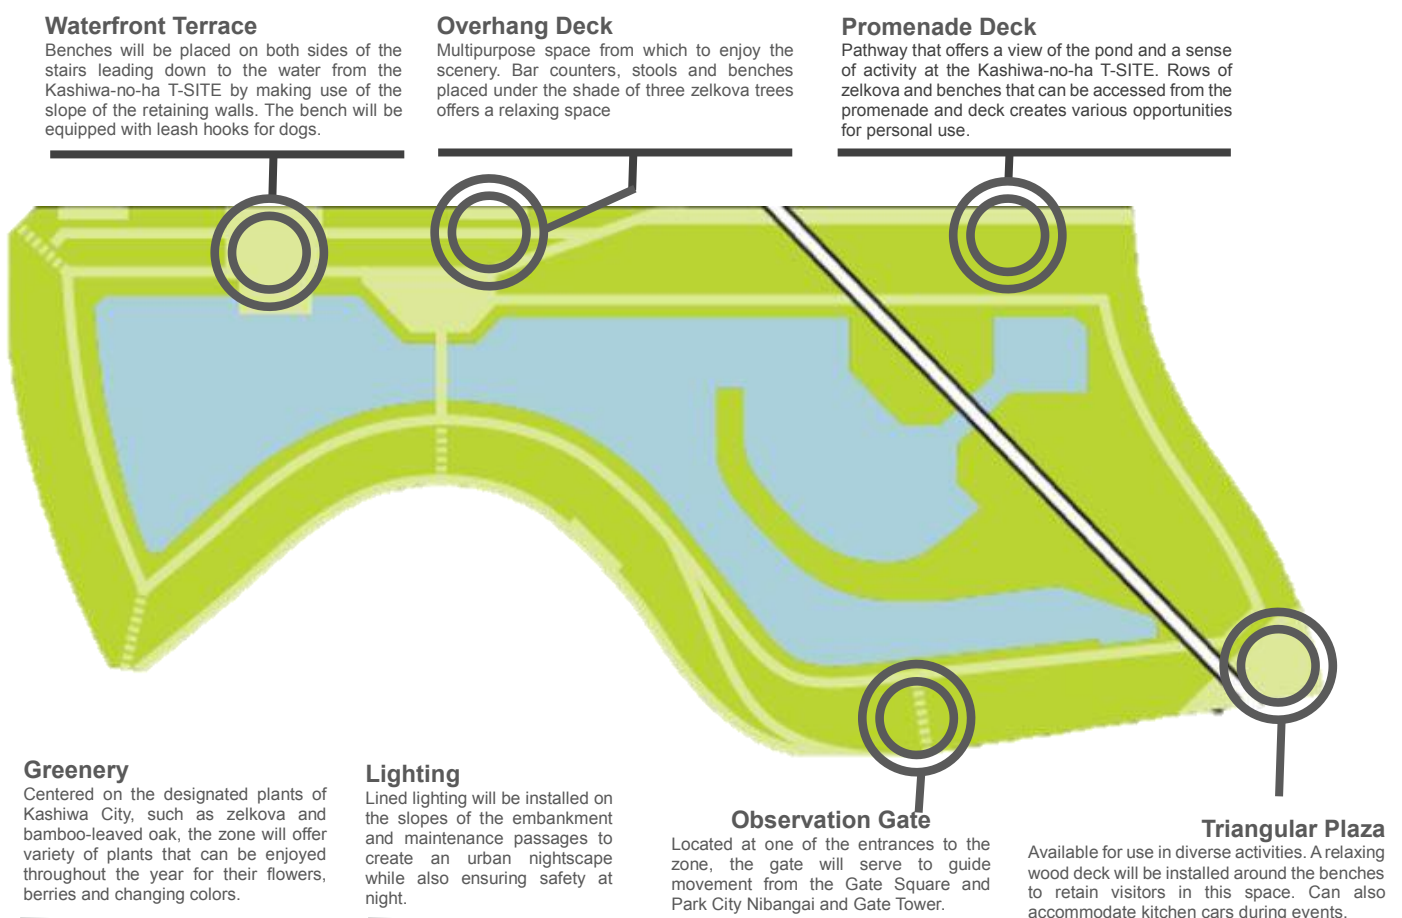 Waterfront Terrace
Benches will be placed on both sides of the
stairs leading down to the water from the
Kashiwa-no-ha T-SITE by making use of the
slope of the retaining walls. The bench will be
equipped with leash hooks for dogs.
Overhang Deck
Multipurpose space from which to enjoy the
scenery. Bar counters, stools and benches
placed under the shade of three zelkova trees
offers a relaxing space
Promenade Deck
Pathway that offers a view of the pond and a sense
of activity at the Kashiwa-no-ha T-SITE. Rows of
zelkova and benches that can be accessed from the
promenade and deck creates various opportunities
for personal use.
Greenery
Centered on the designated plants of
Kashiwa City, such as zelkova and
bamboo-leaved oak, the zone will offer
variety of plants that can be enjoyed
throughout the year for their flowers,
berries and changing colors.
Lighting
Lined lighting will be installed on
the slopes of the embankment
and maintenance passages to
create an urban nightscape
while also ensuring safety at
night.
Observation Gate
Located at one of the entrances to the
zone, the gate will serve to guide
movement from the Gate Square and
Park City Nibangai and Gate Tower.
Triangular Plaza
Available for use in diverse activities. A relaxing
wood deck will be installed around the benches
to retain visitors in this space. Can also
accommodate kitchen cars during events.